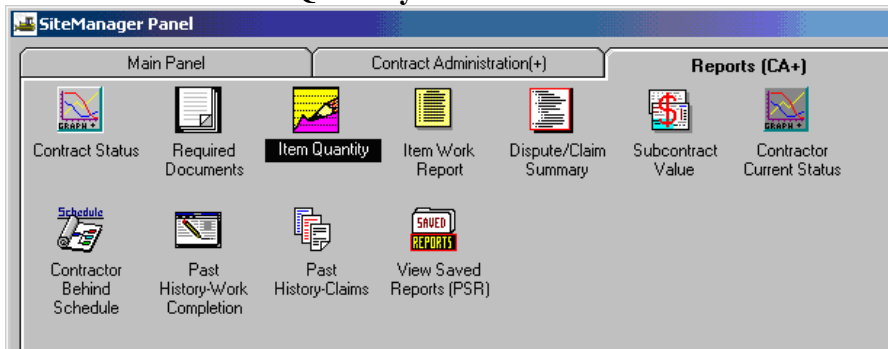 SiteManager Panel
Main Panel
Contract Administration(+)
Reports (CA+)
GRAPH +
GRAPH +
Contract Status
Required
Documents
Item Quantity
Item Work
Report
Dispute/Claim
Summary
$
Subcontract
Value
Contractor
Current Status
Schedule
SAVED
REPORTS
Contractor
Behind
Schedule
Past
History-Work
Completion
Past
History-Claims
View Saved
Reports (PSR)